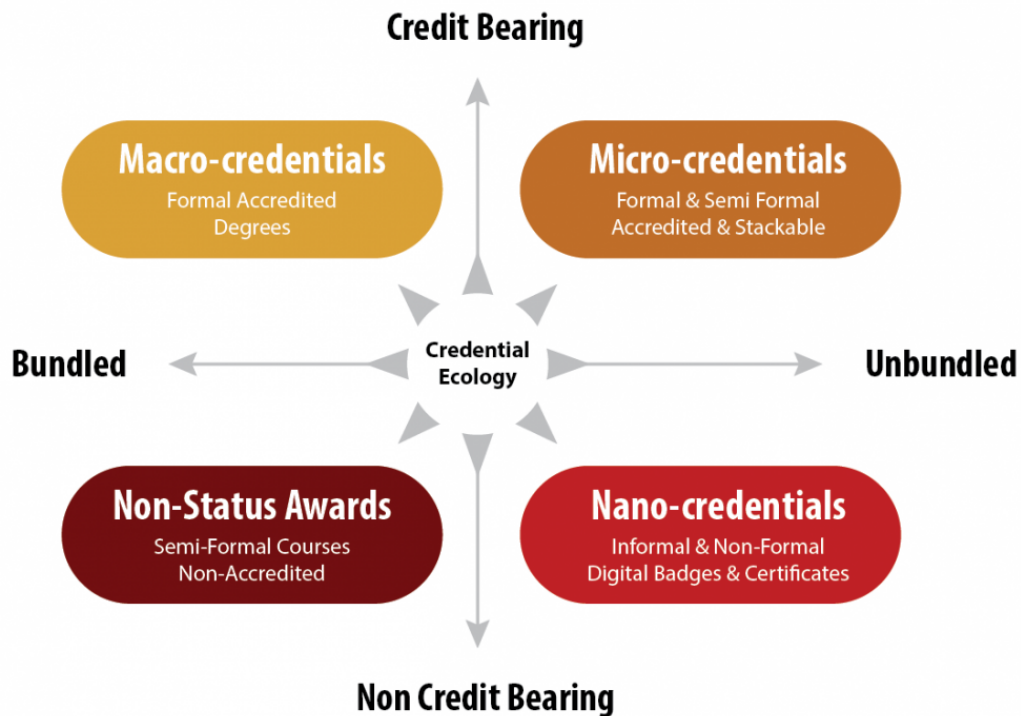 Credit Bearing
Macro-credentials
Formal Accredited
Degrees
Micro-credentials
Formal & Semi Formal
Accredited & Stackable
Bundled
Credential
Ecology
Unbundled
Non-Status Awards
Semi-Formal Courses
Non-Accredited
Nano-credentials
Informal & Non-Formal
Digital Badges & Certificates
Non Credit Bearing